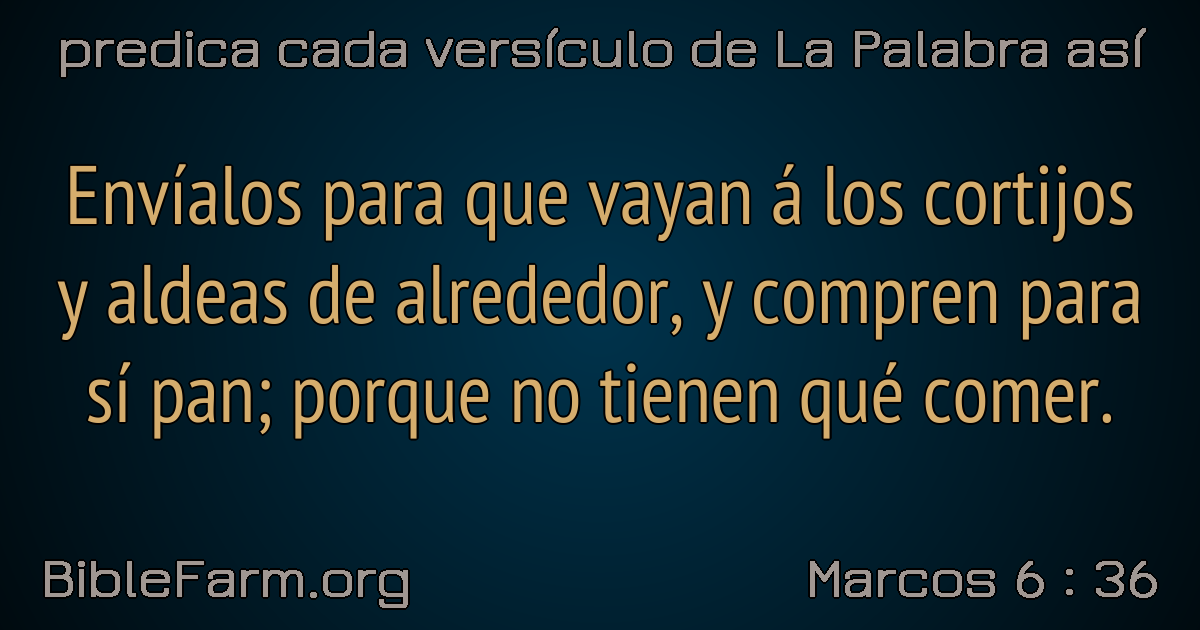 predica cada versículo de La Palabra así
Envíalos para que vayan á los cortijos
y aldeas de alrededor, y compren para
sí pan; porque no tienen qué comer.
BibleFarm.org
Marcos 6 : 36